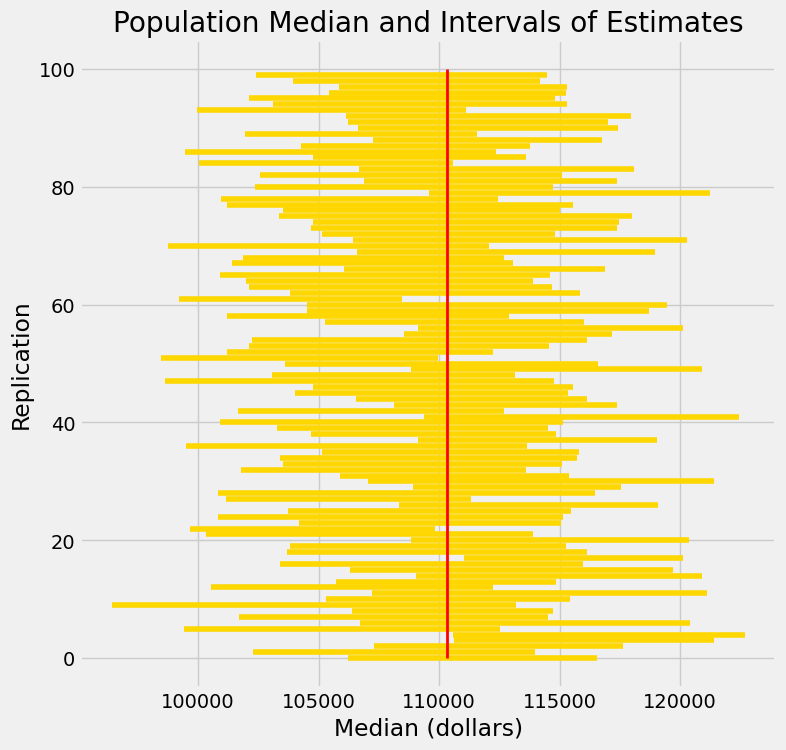 Population Median and Intervals of Estimates
100
80
60
40
20
0
Replication
100000 105000 110000 115000 120000
Median (dollars)